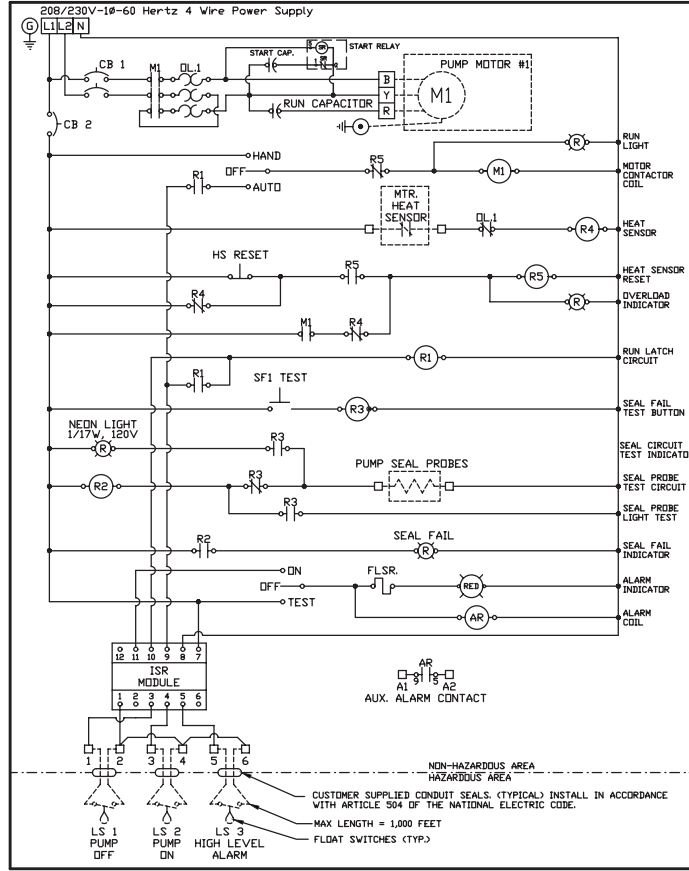 208/230V-1ø-60 Hertz 4 Wire Power Supply
G L1 L2 N
CB 1
M1
OL.1
START CAP.
SR
START RELAY
SR
PUMP MOTOR #1
B
Y
R
M1
RUN CAPACITOR
CB 2
HAND
OFF
AUTO
R1
R5
R
RUN
LIGHT
M1
MOTOR
CONTACTOR
COIL
MTR.
HEAT
SENSOR
OL.1
R4
HEAT
SENSOR
HS RESET
R5
R5
HEAT SENSOR
RESET
R4
R
OVERLOAD
INDICATOR
M1
R4
R1
RUN LATCH
CIRCUIT
R1
SF1 TEST
R3
SEAL FAIL
TEST BUTTON
NEON LIGHT
1/17W, 120V
R
R3
SEAL CIRCUIT
TEST INDICATO
R2
R3
PUMP SEAL PROBES
SEAL PROBE
TEST CIRCUIT
R3
SEAL PROBE
LIGHT TEST
R2
SEAL FAIL
R
SEAL FAIL
INDICATOR
ON
OFF
TEST
FLSR.
RED
ALARM
INDICATOR
AR
ALARM
COIL
12 11 10 9 8 7
ISR
MODULE
1 2 3 4 5 6
AR
A1 9 5 A2
AUX. ALARM CONTACT
1 2 3 4 5 6
NON-HAZARDOUS AREA
HAZARDOUS AREA
CUSTOMER SUPPLIED CONDUIT SEALS. (TYPICAL) INSTALL IN ACCORDANCE
WITH ARTICLE 504 OF THE NATIONAL ELECTRIC CODE.
MAX LENGTH = 1,000 FEET
FLOAT SWITCHES (TYP.)
LS 1
PUMP
OFF
LS 2
PUMP
ON
LS 3
HIGH LEVEL
ALARM